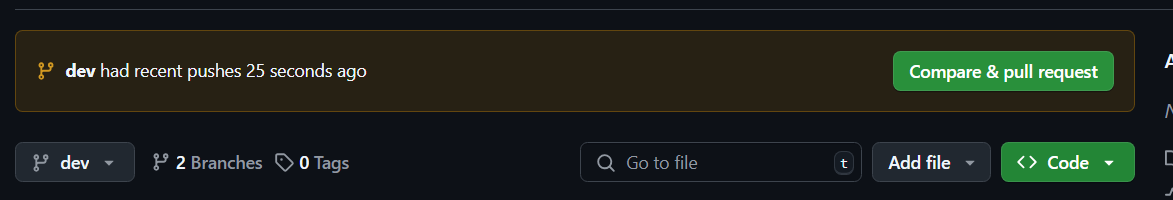 dev had recent pushes 25 seconds ago
Compare & pull request
dev
2 Branches
0 Tags
Go to file
t
Add file
Code